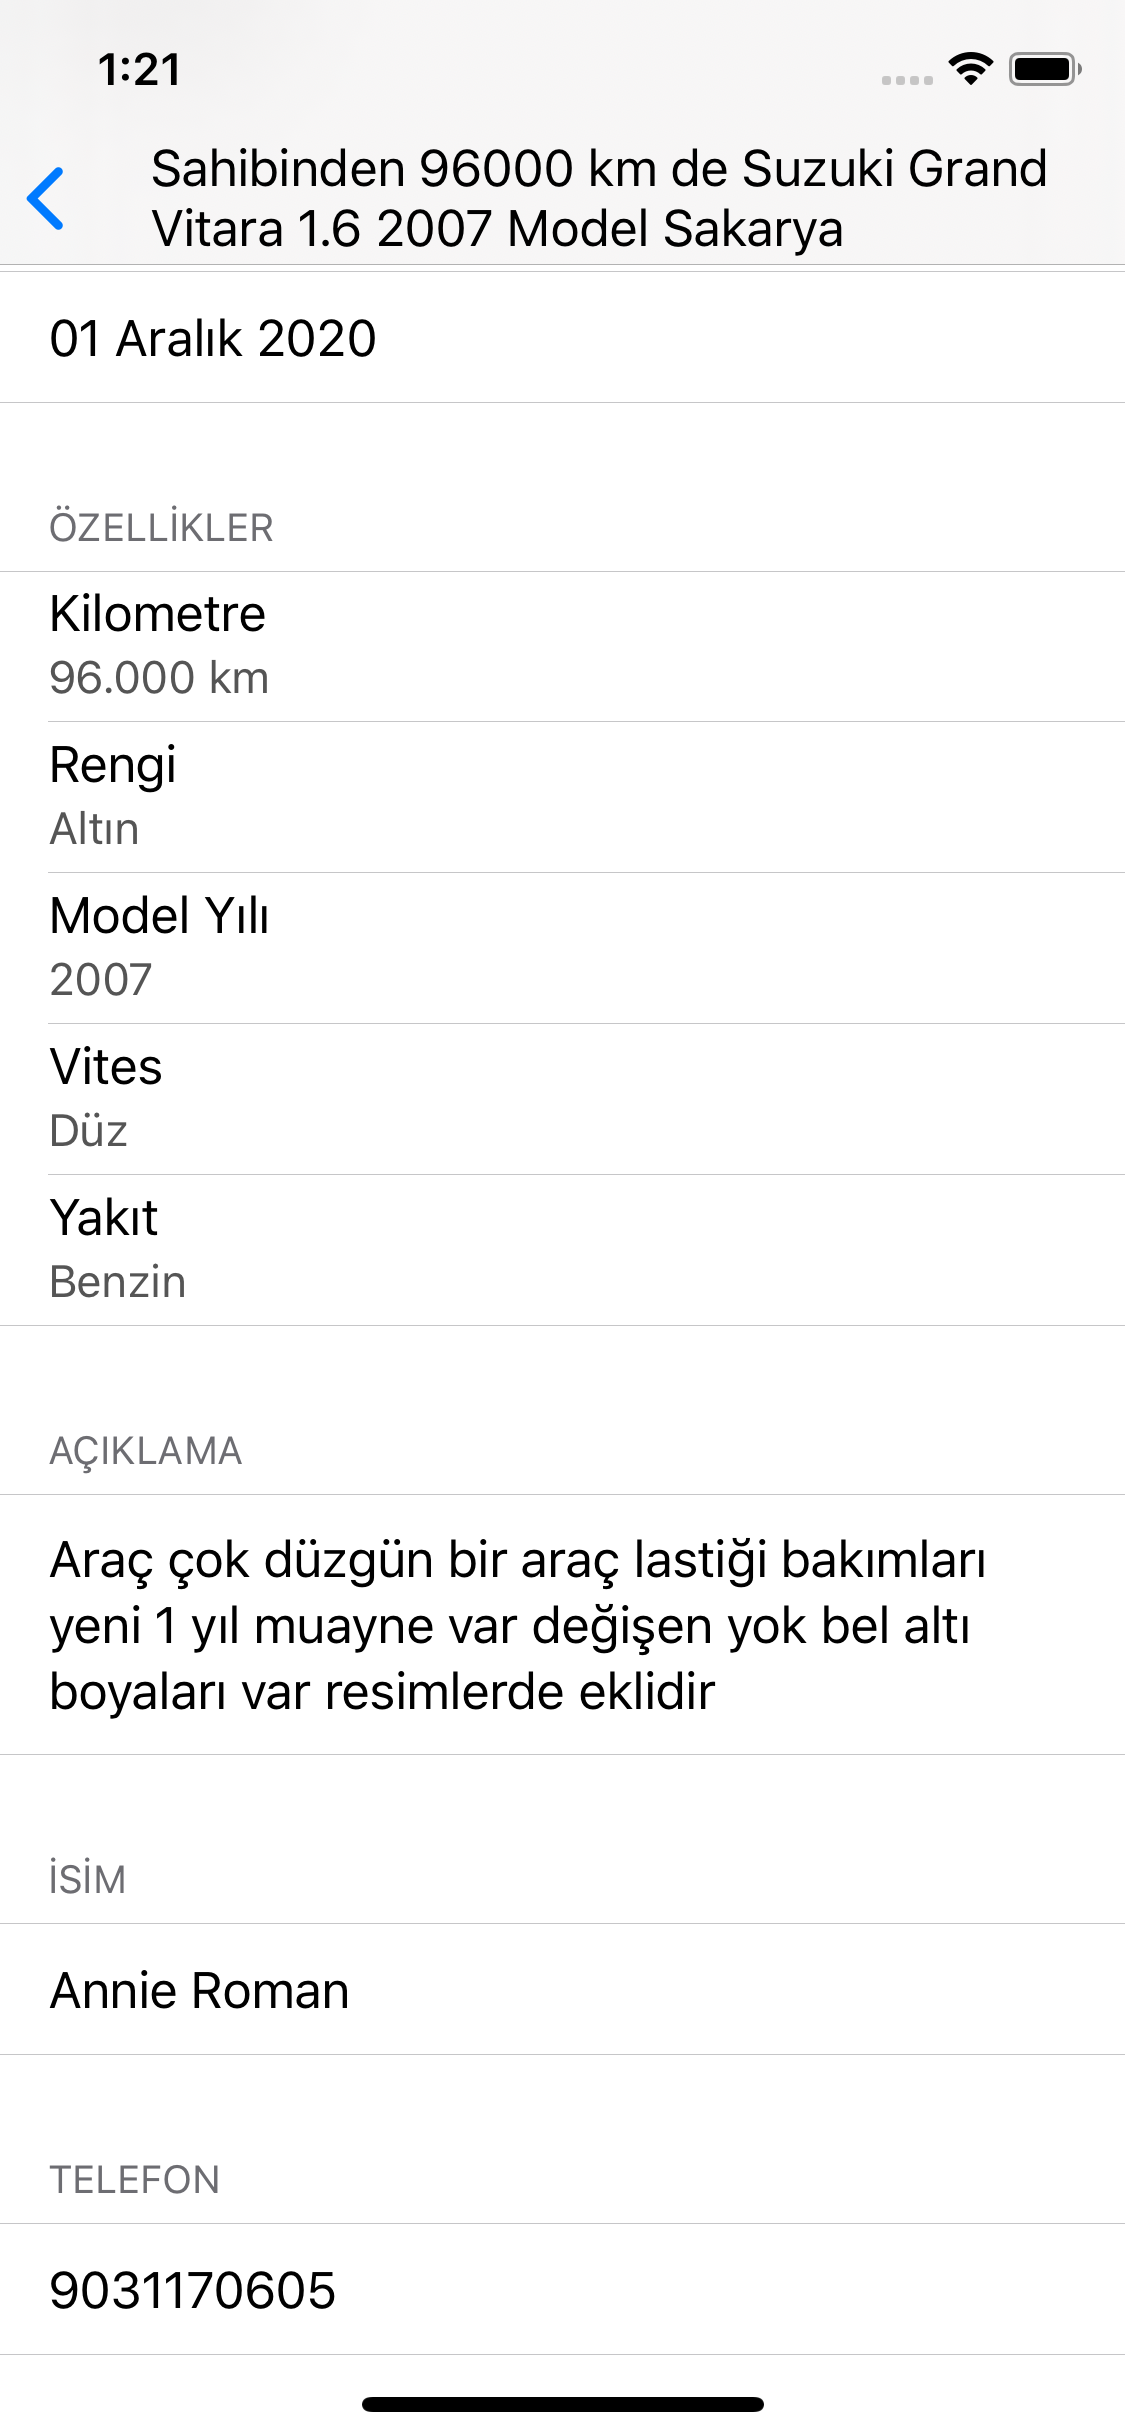 1:21
Sahibinden 96000 km de Suzuki Grand
Vitara 1.6 2007 Model Sakarya
01 Aralık 2020
ÖZELLİKLER
Kilometre
96.000 km
Rengi
Altın
Model Yılı
2007
Vites
Düz
Yakıt
Benzin
AÇIKLAMA
Araç çok düzgün bir araç lastiği bakımları
yeni 1 yıl muayne var değişen yok bel altı
boyaları var resimlerde eklidir
İSİM
Annie Roman
TELEFON
9031170605